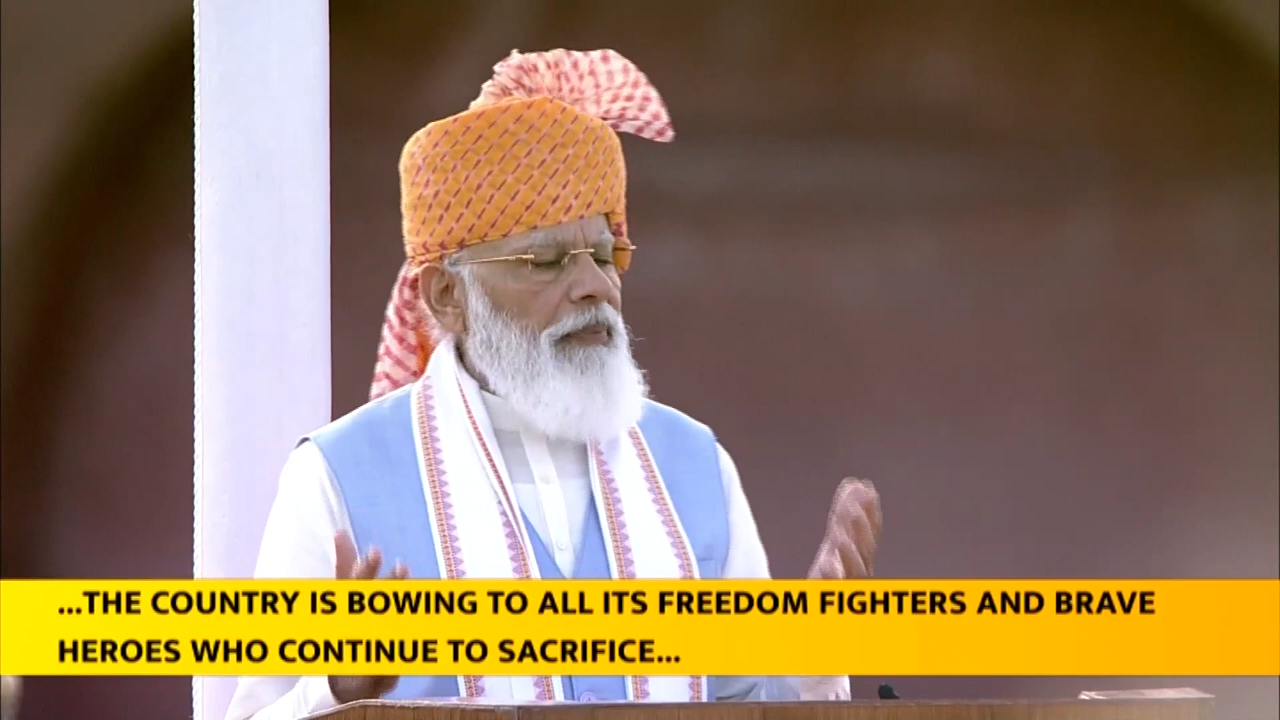 ...THE COUNTRY IS BOWING TO ALL ITS FREEDOM FIGHTERS AND BRAVE
HEROES WHO CONTINUE TO SACRIFICE...